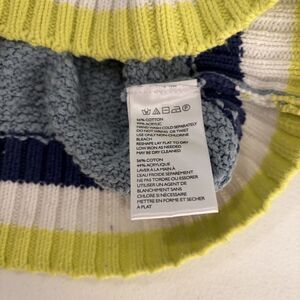 56% COTTON
44% ACRYLIC
HAND WASH COLD SEPARATELY
DO NOT WRING OR TWIST
USE ONLY NON-CHLORINE
BLEACH
RESHAPE LAY FLAT TO DRY
LOW IRON AS NEEDED
MAY BE DRY CLEANED
56% COTON
44% ACRYLIQUE
LAVER À LA MAIN À
L'EAU FROIDE SEPAREMENT
NE PAS TORDRE OU ESSORER
UTILISER UN AGENT DE
BLANCHIMENT SANS
CHLORE SI NÉCESSAIRE
METTRE EN FORME ET SÉCHER
À PLAT